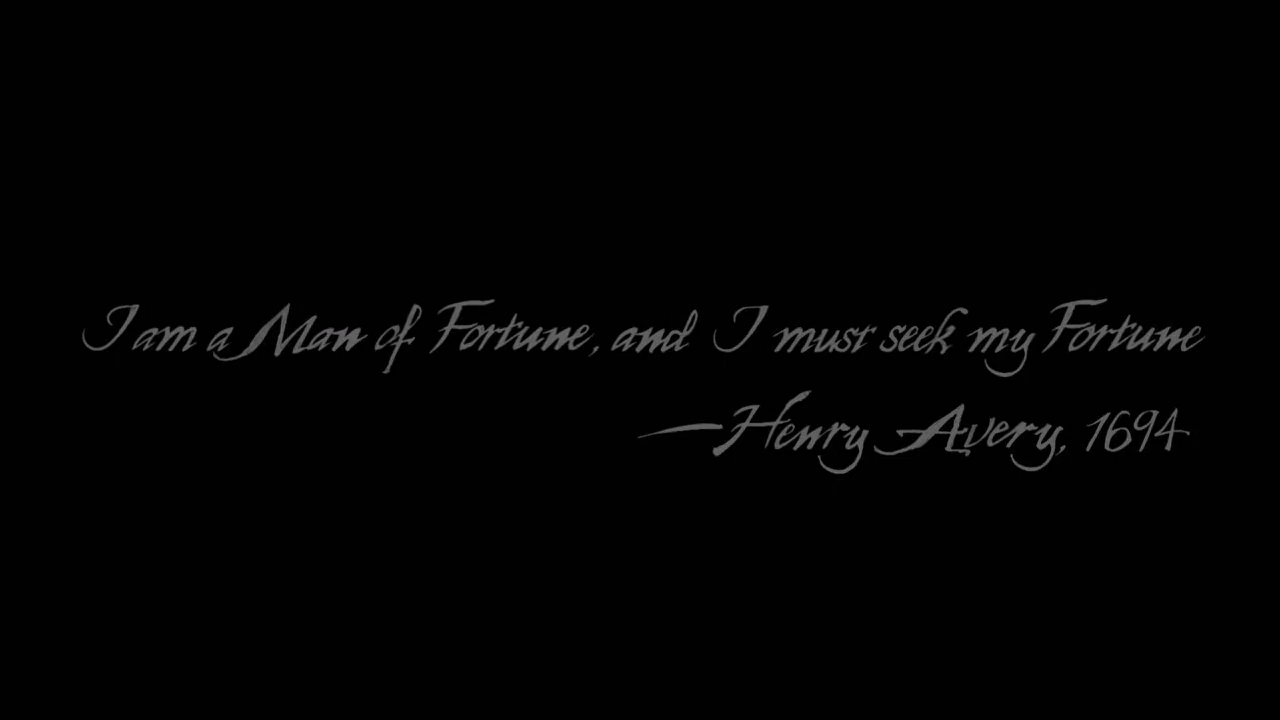 I am a Man of Fortune, and I must seek my Fortune
—Henry Avery, 1694